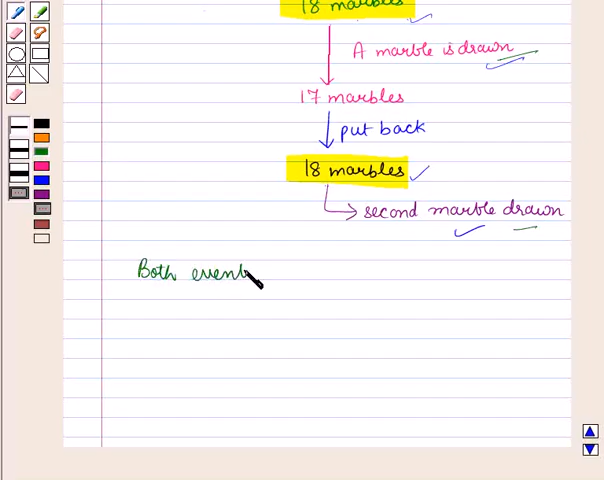 18 marbles
A marble is drawn
17 marbles
put back
18 marbles
second marble drawn
Both event